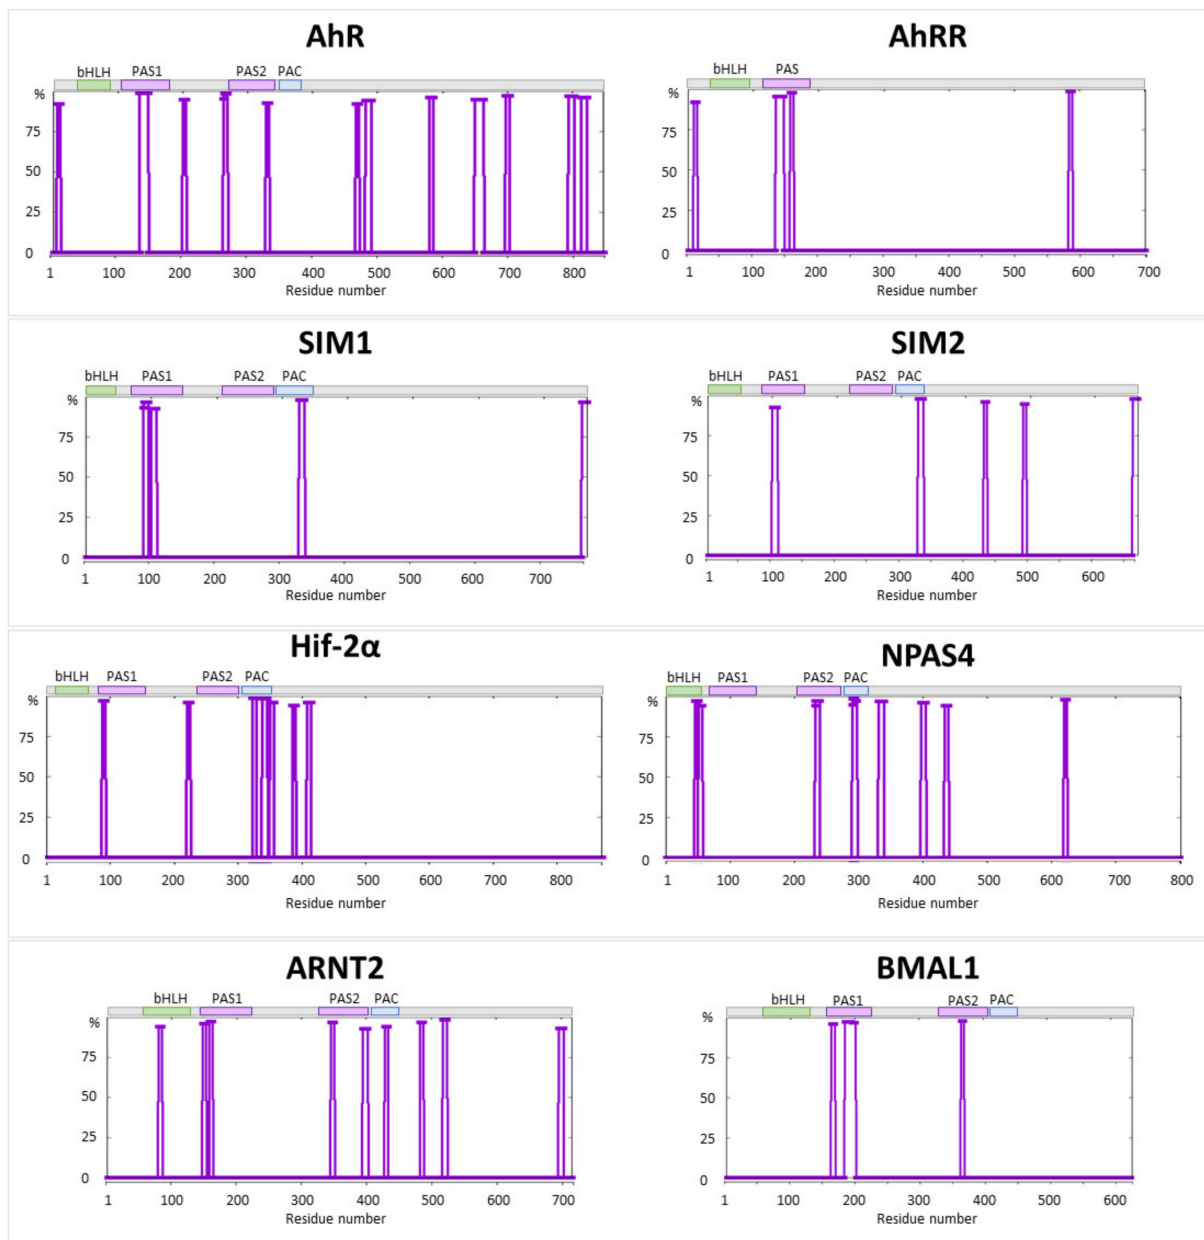 AhR
bHLH PAS1 PAS2 PAC
%
75
50
25
0
1 100 200 300 400 500 600 700 800
Residue number
AhRR
bHLH PAS
%
75
50
25
0
1 100 200 300 400 500 600 700
Residue number
SIM1
bHLH PAS1 PAS2 PAC
%
75
50
25
0
1 100 200 300 400 500 600 700
Residue number
SIM2
bHLH PAS1 PAS2 PAC
%
75
50
25
0
1 100 200 300 400 500 600
Residue number
Hif-2α
bHLH PAS1 PAS2 PAC
%
75
50
25
0
1 100 200 300 400 500 600 700 800
Residue number
NPAS4
bHLH PAS1 PAS2 PAC
%
75
50
25
0
1 100 200 300 400 500 600 700 800
Residue number
ARNT2
bHLH PAS1 PAS2 PAC
%
75
50
25
0
1 100 200 300 400 500 600 700
Residue number
BMAL1
bHLH PAS1 PAS2 PAC
%
75
50
25
0
1 100 200 300 400 500 600
Residue number